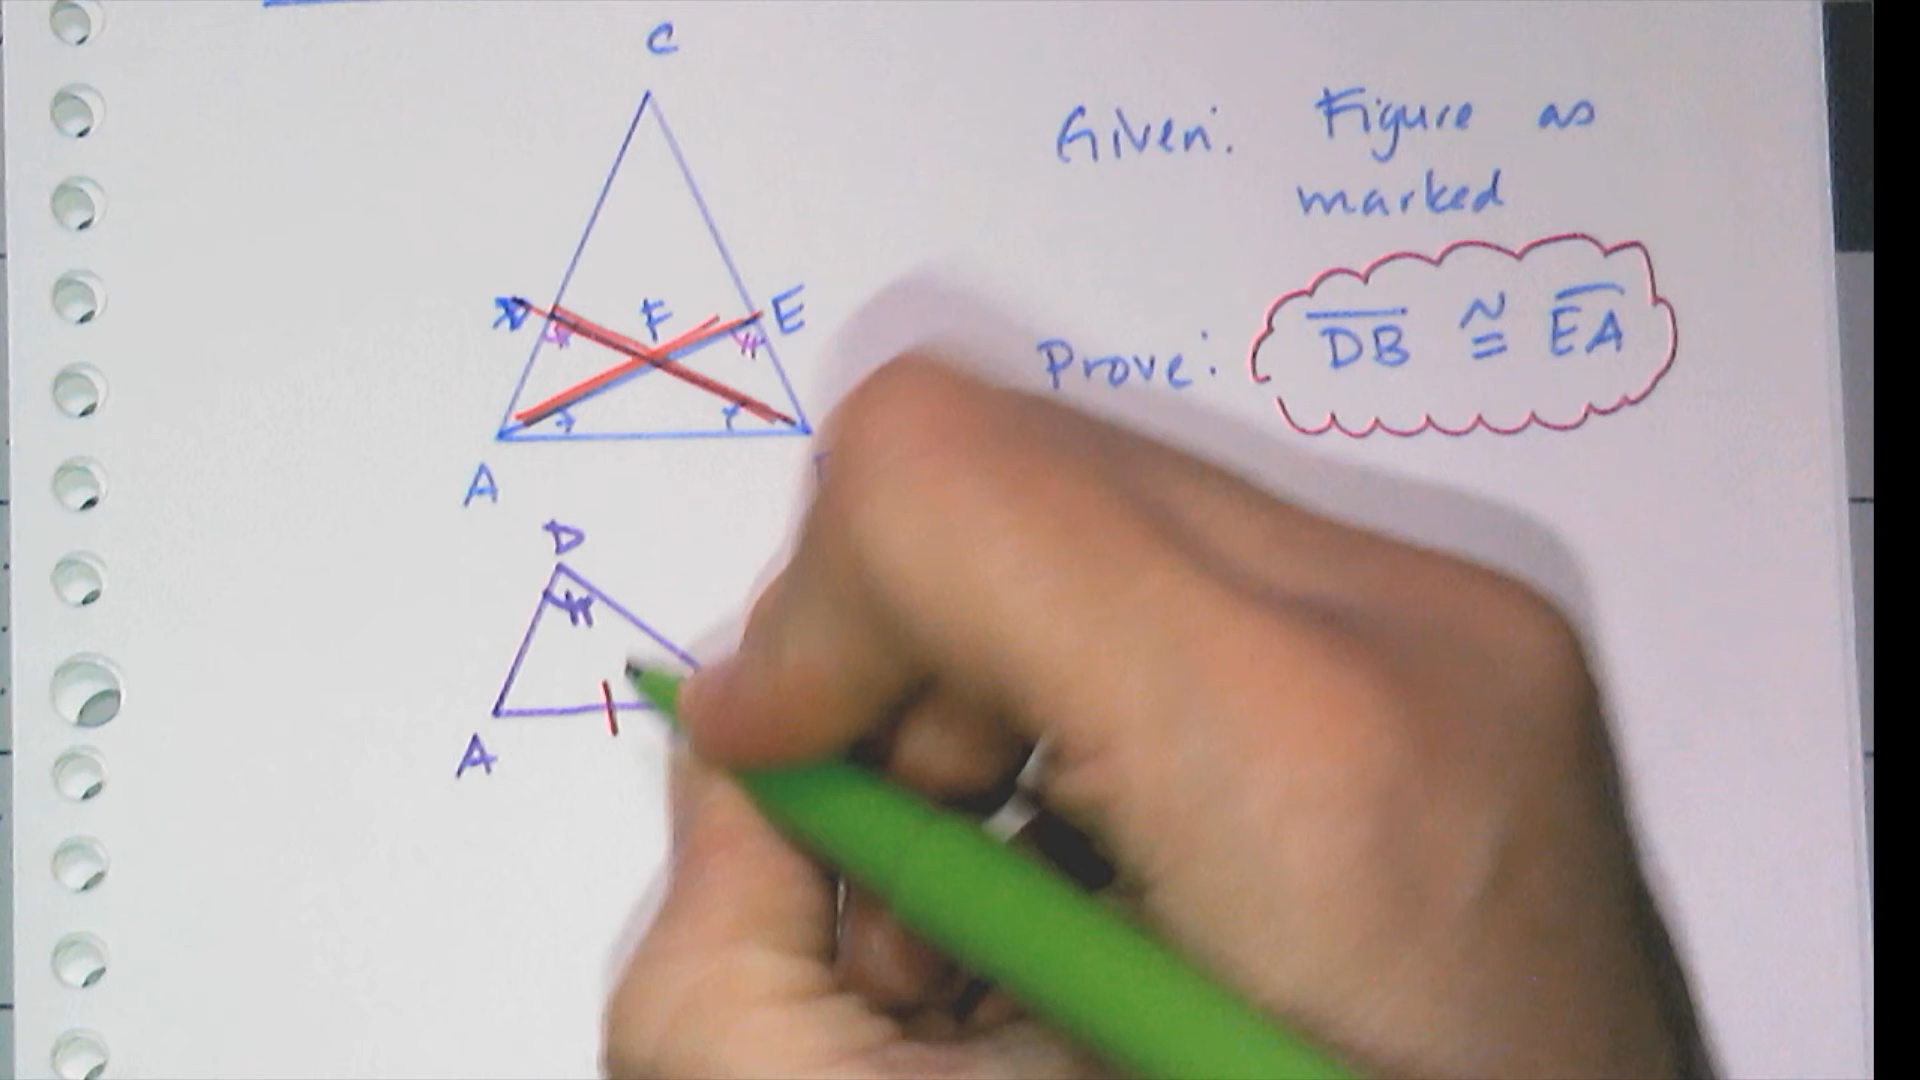 C
Given: Figure as
marked
D F E
Prove: DB ≅ EA
A
D
A